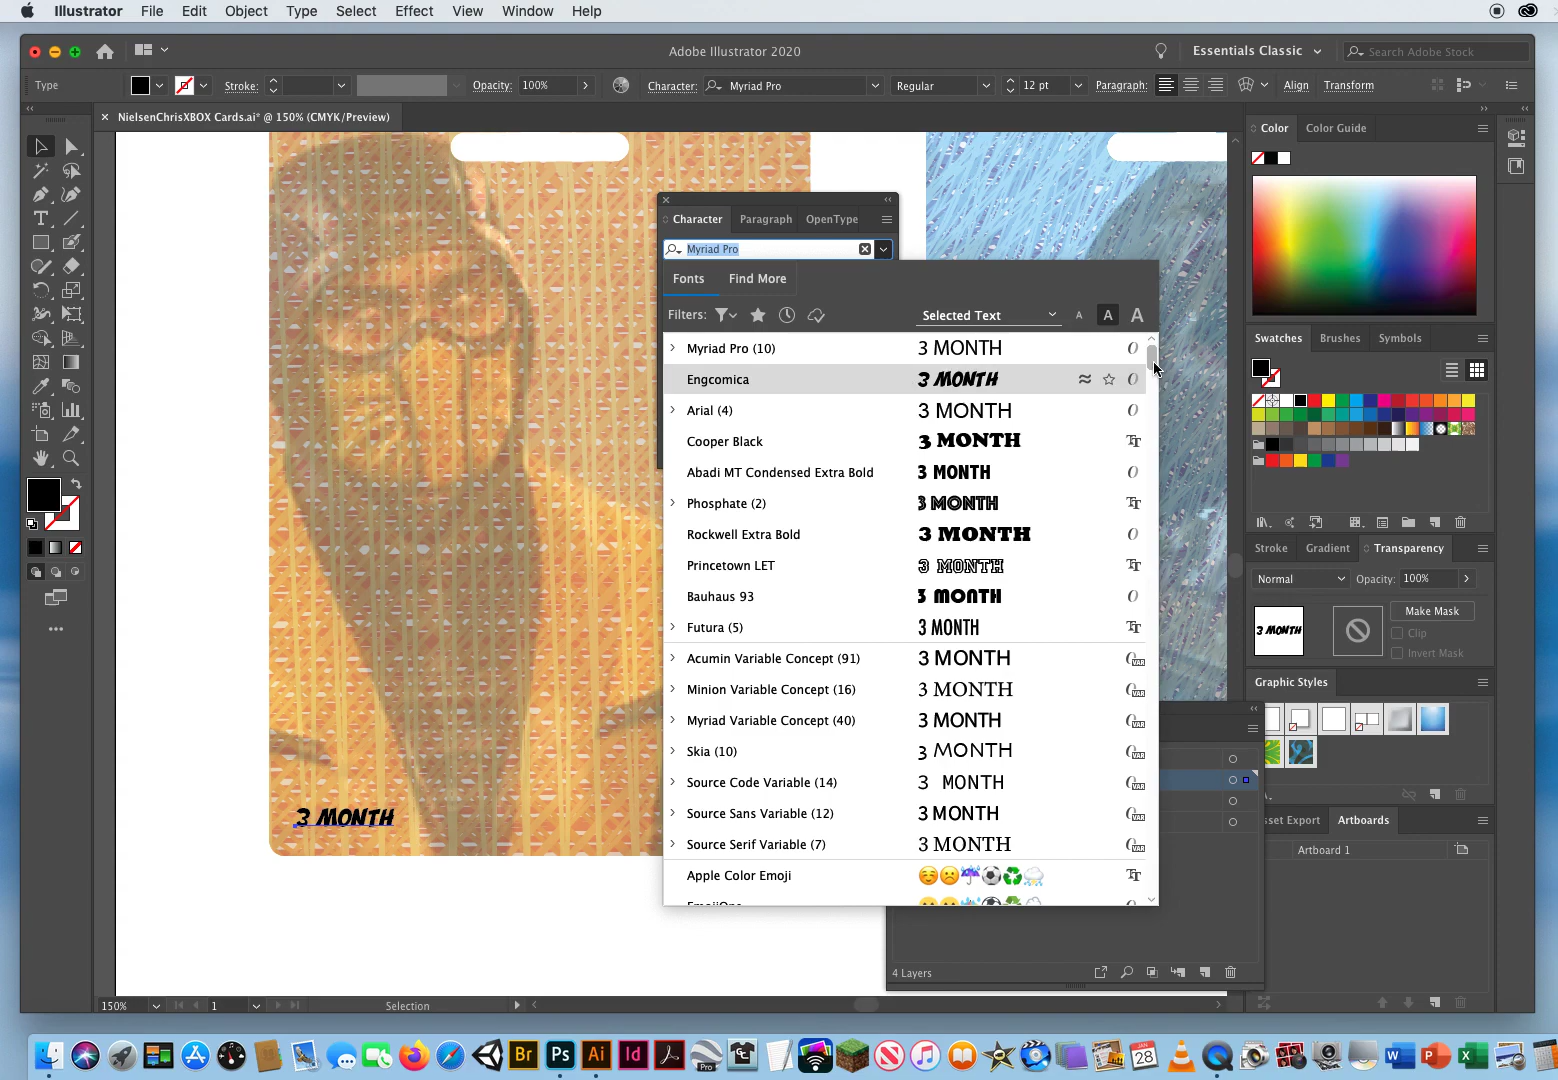 Illustrator File Edit Object Type Select Effect View Window Help
Adobe Illustrator 2020
Essentials Classic
Search Adobe Stock
Type
Stroke:
Opacity: 100%
Character: Myriad Pro
Regular
12 pt
Paragraph:
Align
Transform
× NielsenChrisXBOX Cards.ai* @ 150% (CMYK/Preview)
Color
Color Guide
Character
Paragraph
OpenType
Myriad Pro
Fonts
Find More
Filters:
Selected Text
A A A
Myriad Pro (10) 3 MONTH
Engcomica 3 MONTH
Arial (4) 3 MONTH
Cooper Black 3 MONTH
Abadi MT Condensed Extra Bold 3 MONTH
Phosphate (2) 3 MONTH
Rockwell Extra Bold 3 MONTH
Princetown LET 3 MONTH
Bauhaus 93 3 MONTH
Futura (5) 3 MONTH
Acumin Variable Concept (91) 3 MONTH
Minion Variable Concept (16) 3 MONTH
Myriad Variable Concept (40) 3 MONTH
Skia (10) 3 MONTH
Source Code Variable (14) 3 MONTH
Source Sans Variable (12) 3 MONTH
Source Serif Variable (7) 3 MONTH
Apple Color Emoji
EmojiOne
3 MONTH
4 Layers
Swatches
Brushes
Symbols
Stroke
Gradient
Transparency
Normal
Opacity: 100%
3 MONTH
Make Mask
Clip
Invert Mask
Graphic Styles
sset Export
Artboards
Artboard 1
150%
1
Selection
Br Ps Ai Id
Pro
JAN
28
W P X